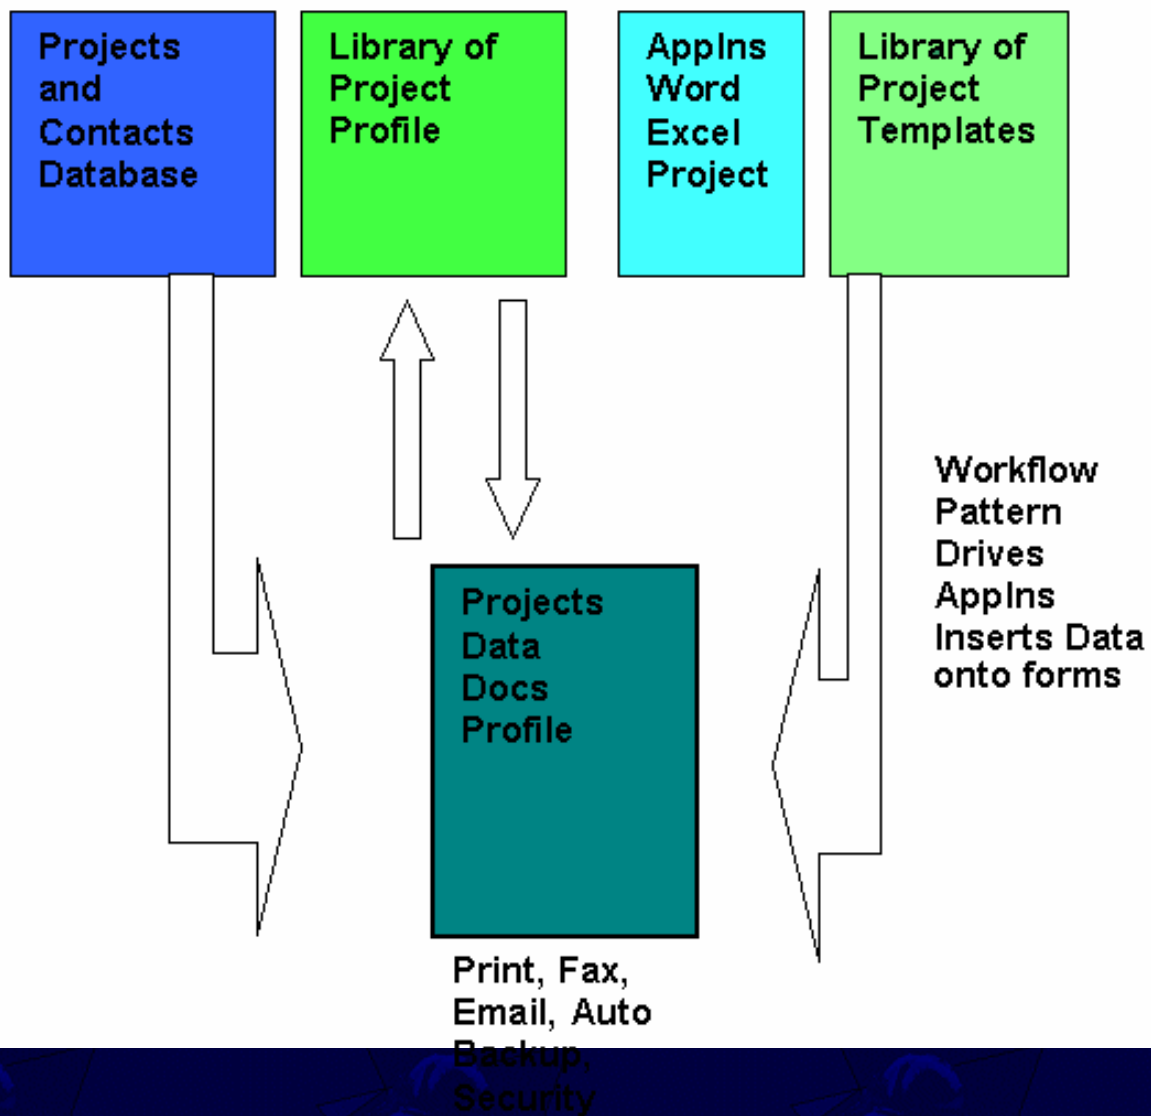 Projects
and
Contacts
Database
Library of
Project
Profile
AppIns
Word
Excel
Project
Library of
Project
Templates
Workflow
Pattern
Drives
AppIns
Inserts Data
onto forms
Projects
Data
Docs
Profile
Print, Fax,
Email, Auto
Backup,
Security